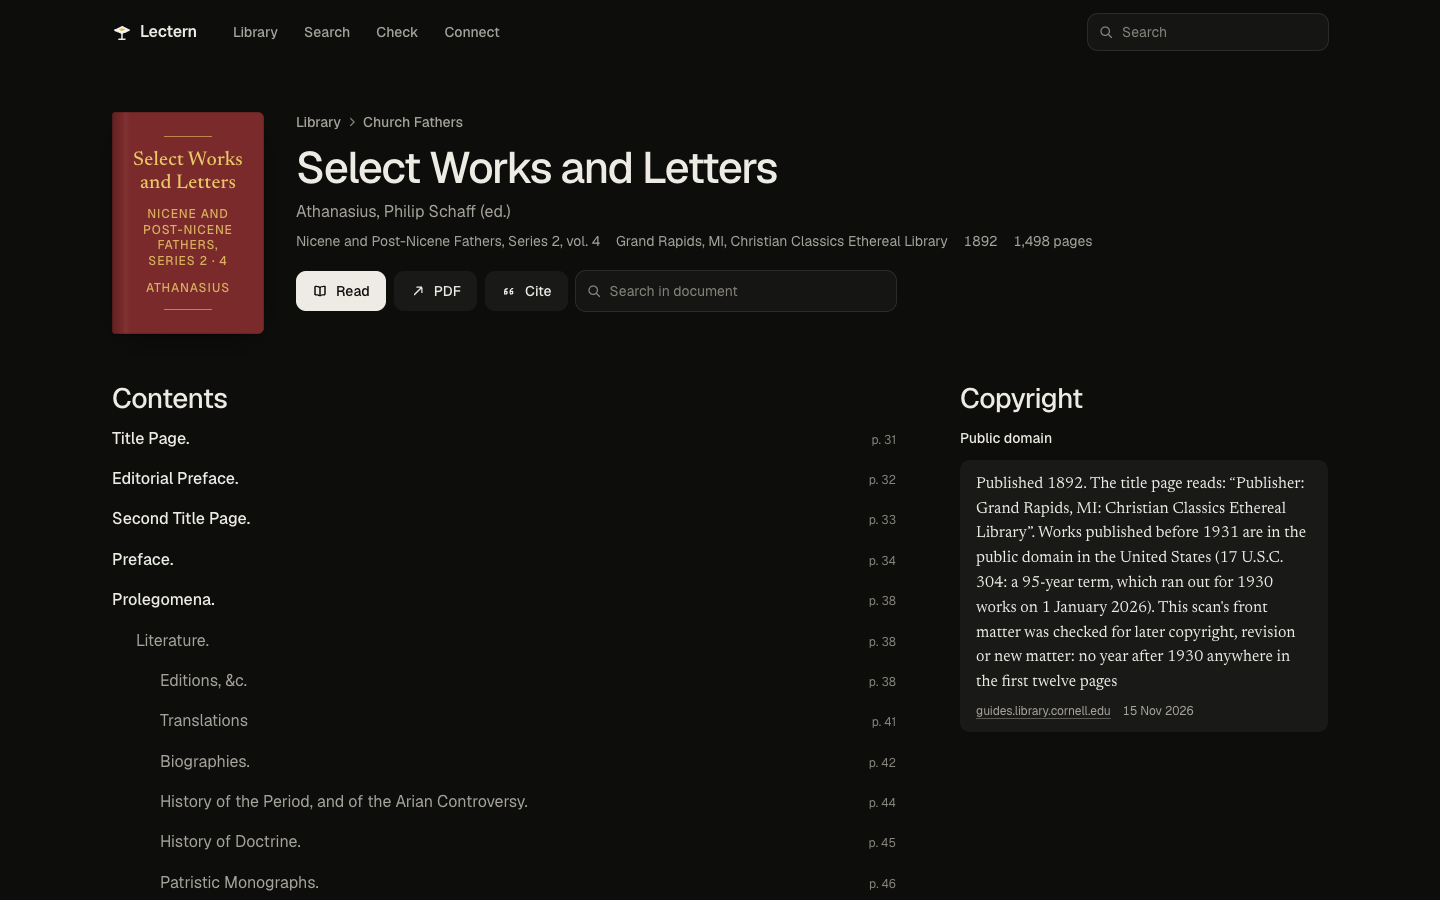 Lectern
Library
Search
Check
Connect
Search
Select Works
and Letters
NICENE AND
POST-NICENE
FATHERS,
SERIES 2 · 4
ATHANASIUS
Library > Church Fathers
Select Works and Letters
Athanasius, Philip Schaff (ed.)
Nicene and Post-Nicene Fathers, Series 2, vol. 4 Grand Rapids, MI, Christian Classics Ethereal Library 1892 1,498 pages
Read
PDF
Cite
Search in document
Contents
Title Page. p. 31
Editorial Preface. p. 32
Second Title Page. p. 33
Preface. p. 34
Prolegomena. p. 38
Literature. p. 38
Editions, &c. p. 38
Translations p. 41
Biographies. p. 42
History of the Period, and of the Arian Controversy. p. 44
History of Doctrine. p. 45
Patristic Monographs. p. 46
Copyright
Public domain
Published 1892. The title page reads: “Publisher:
Grand Rapids, MI: Christian Classics Ethereal
Library”. Works published before 1931 are in the
public domain in the United States (17 U.S.C.
304: a 95-year term, which ran out for 1930
works on 1 January 2026). This scan's front
matter was checked for later copyright, revision
or new matter: no year after 1930 anywhere in
the first twelve pages
guides.library.cornell.edu 15 Nov 2026